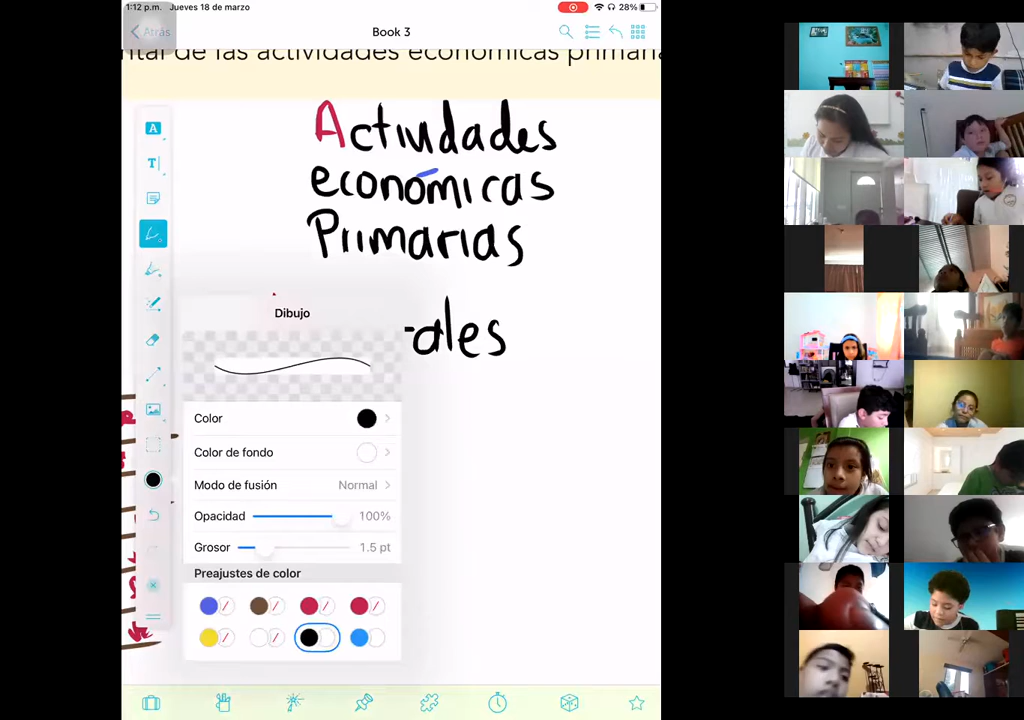 1:12 p.m. Jueves 18 de marzo
28%
Atrás
Book 3
ntal de las actividades económicas primaria
Actividades
económicas
Primarias
ales
A
T
Dibujo
Color
Color de fondo
Modo de fusión Normal
Opacidad 100%
Grosor 1.5 pt
Preajustes de color